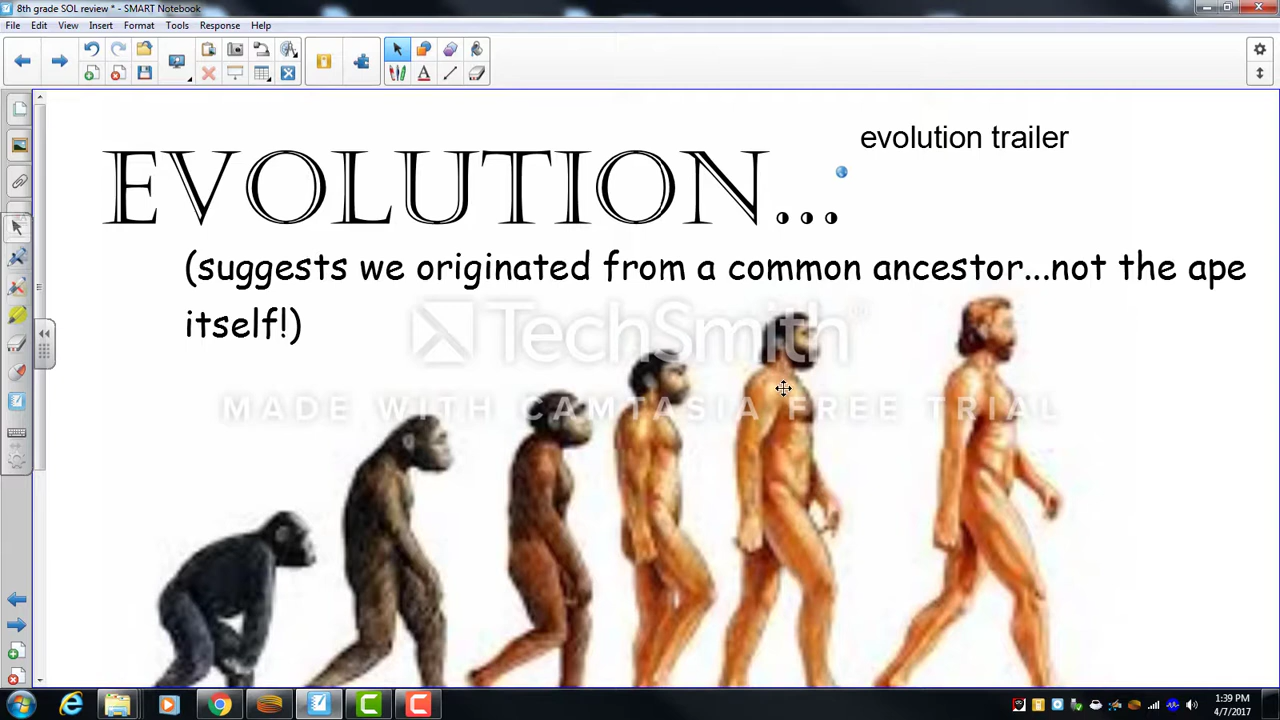 8th grade SOL review * - SMART Notebook
File Edit View Insert Format Tools Response Help
evolution trailer
EVOLUTION...
(suggests we originated from a common ancestor...not the ape
itself!)
TechSmith
MADE WITH CAMTASIA FREE TRIAL
1:39 PM
4/7/2017